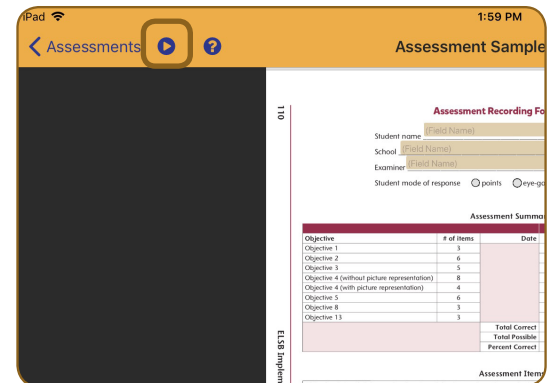 iPad 1:59 PM
Assessments ? Assessment Sample
110
Assessment Recording Fo
Student name (Field Name)
School (Field Name)
Examiner (Field Name)
Student mode of response points eye-ga
Assessment Summar
Objective # of items Date
Objective 1 3
Objective 2 6
Objective 3 5
Objective 4 (without picture representation) 8
Objective 4 (with picture representation) 4
Objective 5 6
Objective 8 3
Objective 13 3
Total Correct
Total Possible
Percent Correct
ELSB Implem
Assessment Item